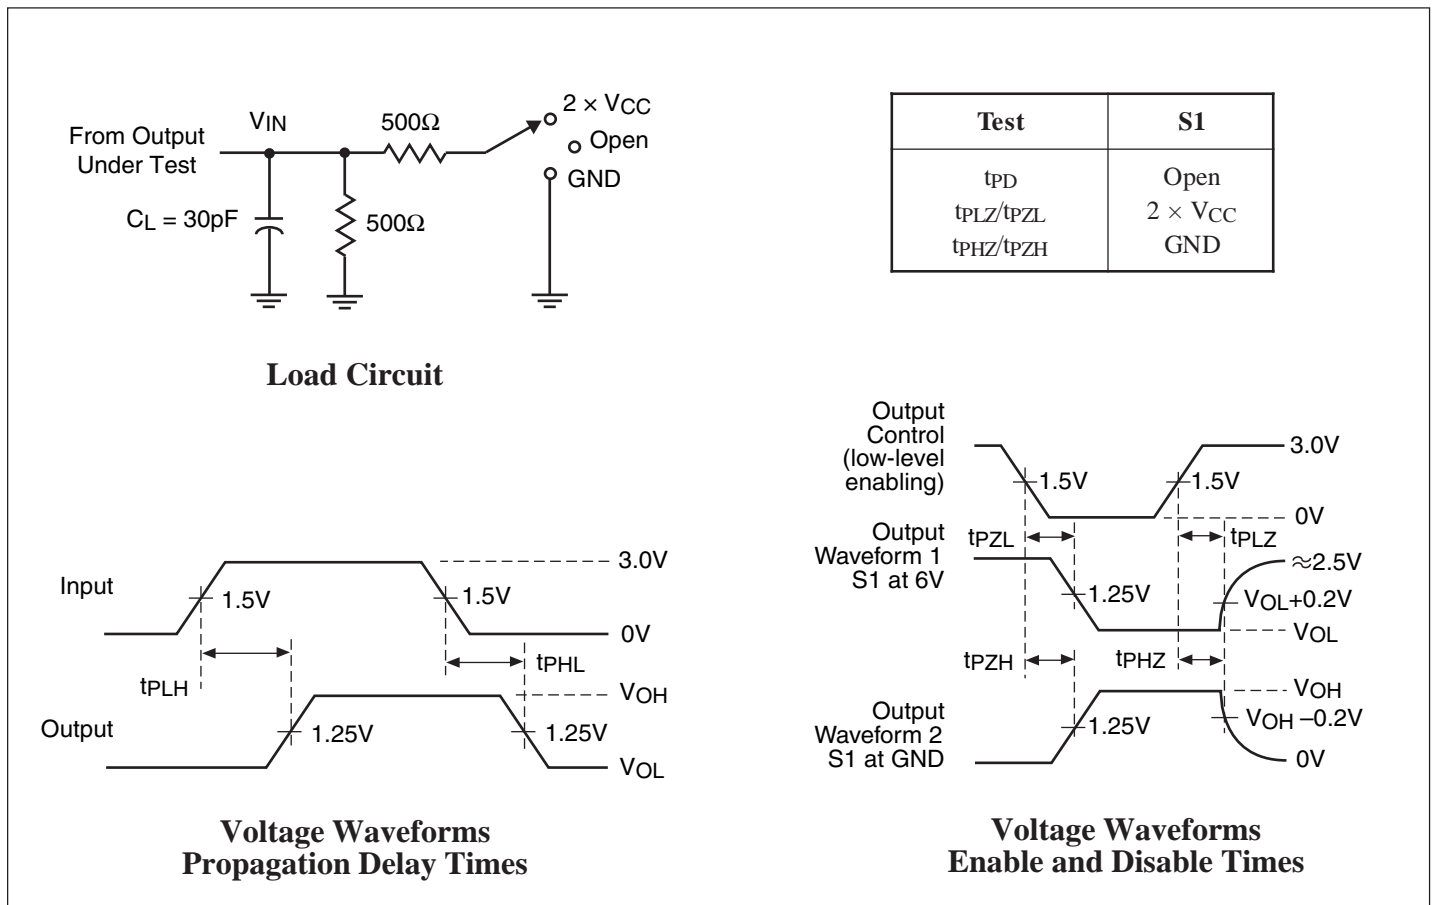 From Output
Under Test
VIN
500Ω
2 × VCC
Open
GND
CL = 30pF
500Ω
Load Circuit
Test S1
tPD Open
tPLZ/tPZL 2 × VCC
tPHZ/tPZH GND
Input
1.5V
1.5V
3.0V
0V
tPLH
tPHL
Output
1.25V
1.25V
VOH
VOL
Voltage Waveforms
Propagation Delay Times
Output
Control
(low-level
enabling)
1.5V
1.5V
3.0V
0V
Output
Waveform 1
S1 at 6V
tPZL
tPLZ
1.25V
≈2.5V
VOL+0.2V
VOL
tPZH
tPHZ
Output
Waveform 2
S1 at GND
1.25V
VOH
VOH –0.2V
0V
Voltage Waveforms
Enable and Disable Times